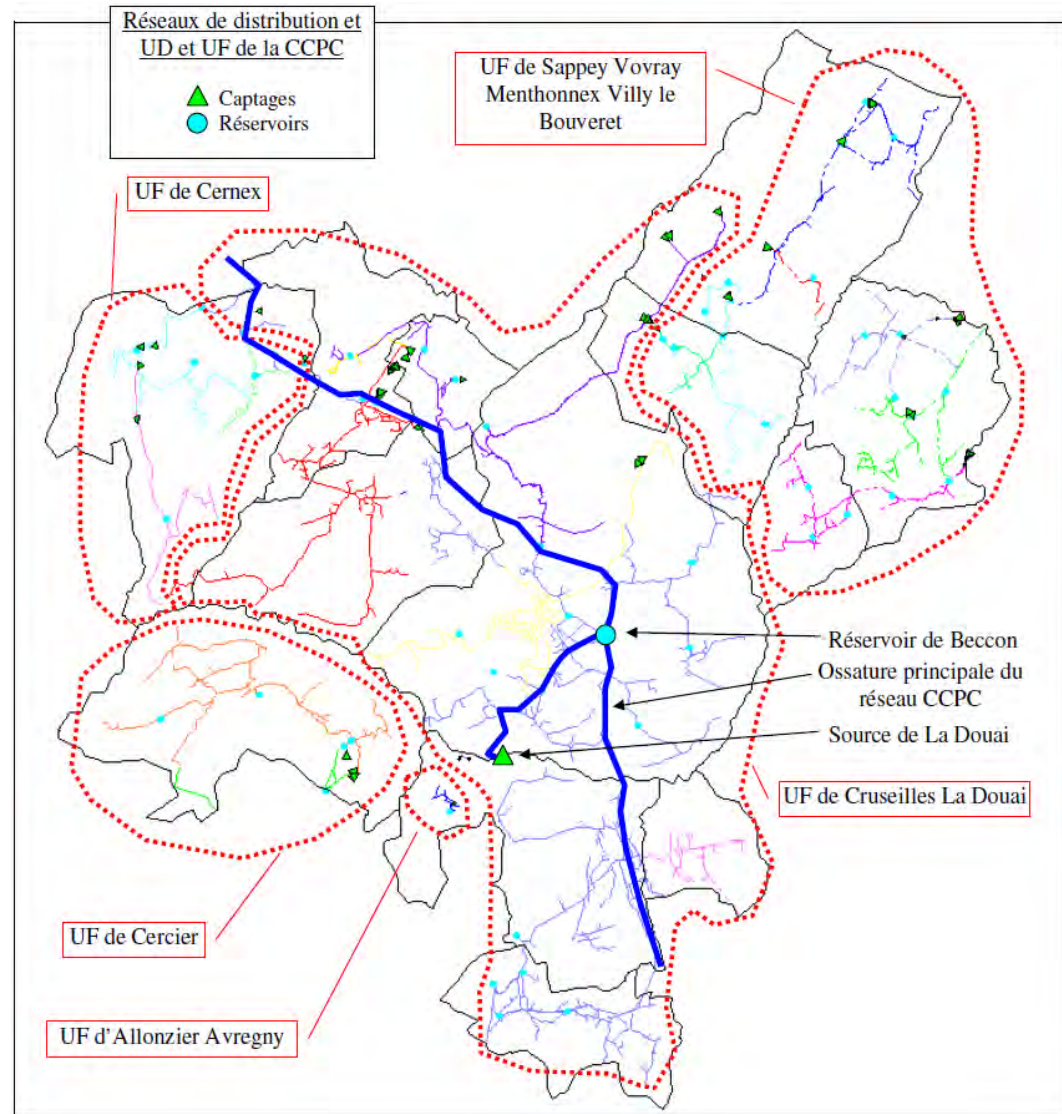 Réseaux de distribution et
UD et UF de la CCPC
Captages
Réservoirs
UF de Sappey Vovray
Menthonnex Villy le
Bouveret
UF de Cernex
Réservoir de Beccon
Ossature principale du
réseau CCPC
Source de La Douai
UF de Cruseilles La Douai
UF de Cercier
UF d’Allonzier Avregny